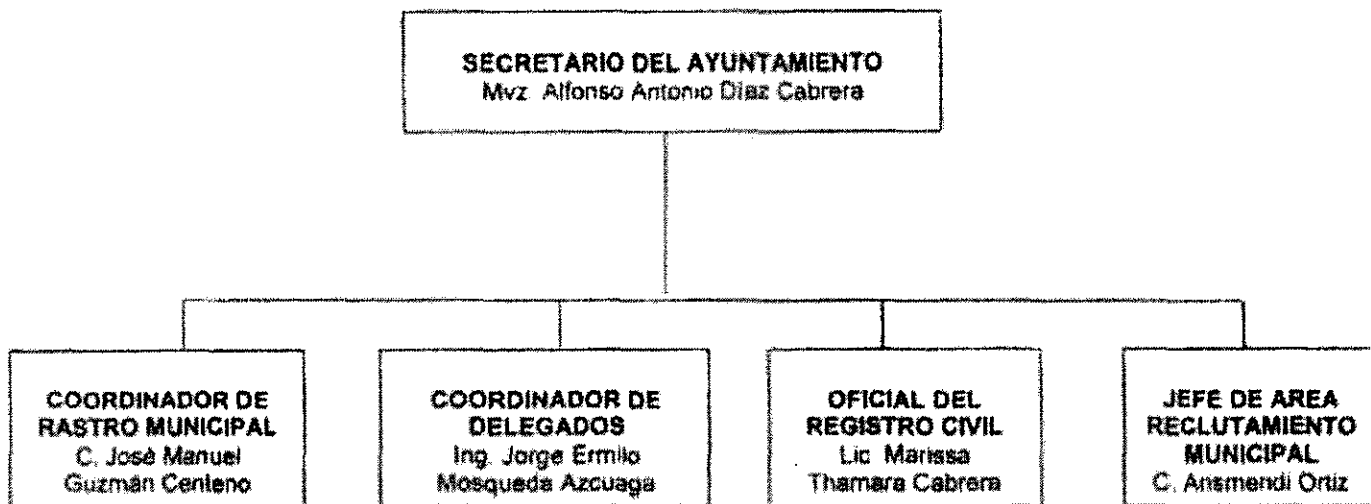 SECRETARIO DEL AYUNTAMIENTO
Mvz. Alfonso Antonio Díaz Cabrera
COORDINADOR DE
RASTRO MUNICIPAL
C. José Manuel
Guzmán Centeno
COORDINADOR DE
DELEGADOS
Ing. Jorge Ermilo
Mosqueda Azcuaga
OFICIAL DEL
REGISTRO CIVIL
Lic. Marissa
Thamara Cabrera
JEFE DE AREA
RECLUTAMIENTO
MUNICIPAL
C. Arismendi Ortiz